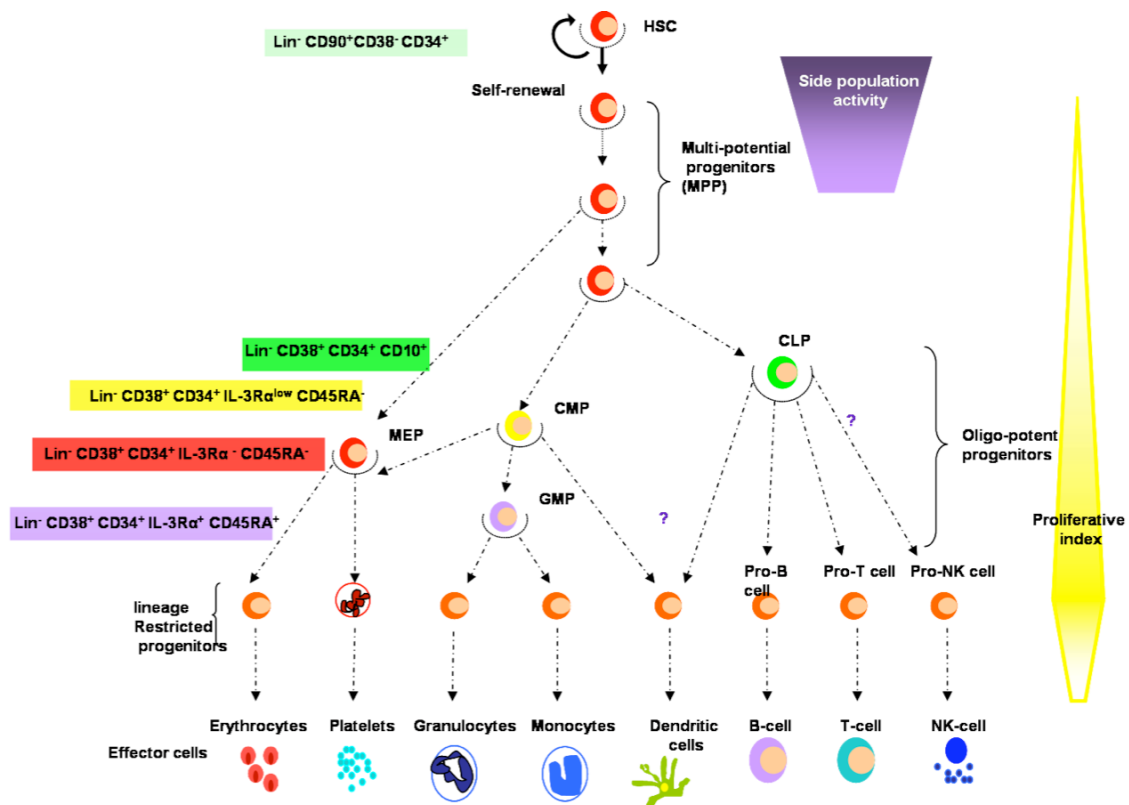 HSC
Lin⁻ CD90⁺CD38⁻ CD34⁺
Self-renewal
Side population
activity
Multi-potential
progenitors
(MPP)
CLP
Lin⁻ CD38⁺ CD34⁺ CD10⁺
Lin⁻ CD38⁺ CD34⁺ IL-3Rα^low CD45RA⁻
CMP
?
MEP
Oligo-potent
progenitors
Lin⁻ CD38⁺ CD34⁺ IL-3Rα ⁻ CD45RA⁻
GMP
Lin⁻ CD38⁺ CD34⁺ IL-3Rα⁺ CD45RA⁺
?
Proliferative
index
Pro-B
cell
Pro-T cell
Pro-NK cell
lineage
Restricted
progenitors
Erythrocytes
Platelets
Granulocytes
Monocytes
Dendritic
cells
B-cell
T-cell
NK-cell
Effector cells